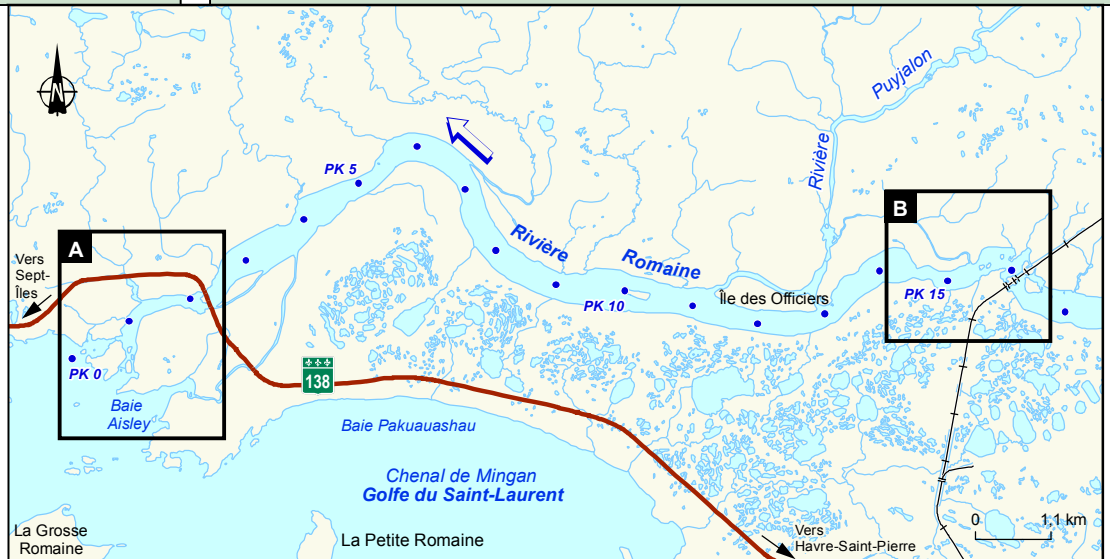 N
Puyjalon
Rivière
PK 5
B
A
Vers
Sept-
Îles
Rivière
Romaine
PK 10
Île des Officiers
PK 15
PK 0
138
Baie
Aisley
Baie Pakuauashau
Chenal de Mingan
Golfe du Saint-Laurent
La Grosse
Romaine
La Petite Romaine
Vers
Havre-Saint-Pierre
0
1,1 km